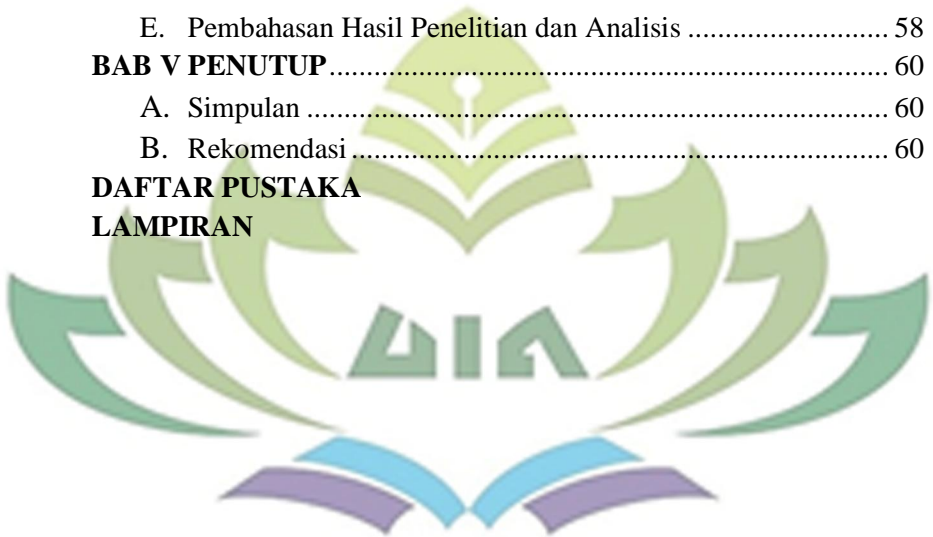 E. Pembahasan Hasil Penelitian dan Analisis ............................. 58
BAB V PENUTUP ................................................................................ 60
A. Simpulan .................................................................................... 60
B. Rekomendasi ............................................................................. 60
DAFTAR PUSTAKA
LAMPIRAN
UIN